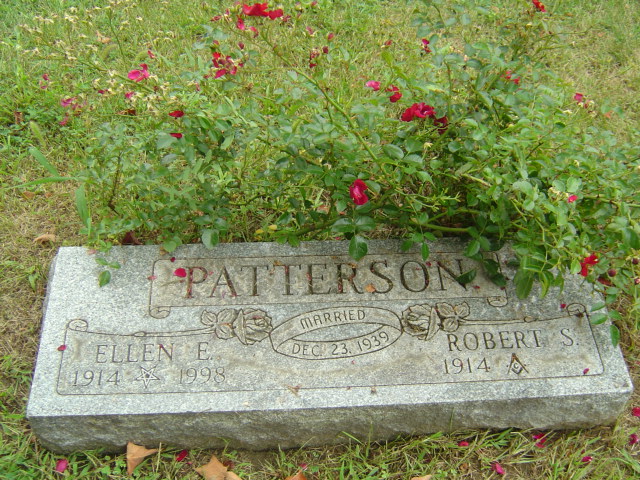 PATTERSON
MARRIED
DEC. 23, 1939
ELLEN E.
1914 1998
ROBERT S.
1914